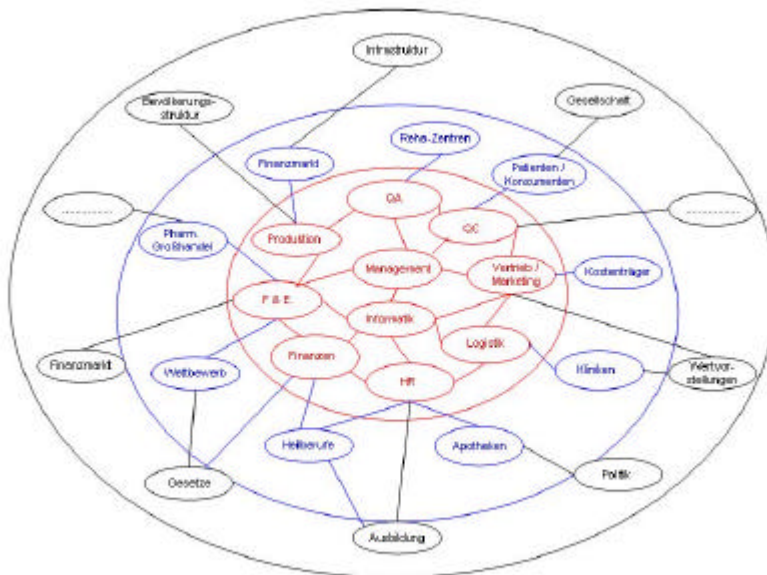 Infrastruktur
Bevölkerungs-
struktur
Gesellschaft
Reha-Zentren
Finanzmarkt
Patienten /
Konzumenten
QA
Pharm.
Großhandel
Produktion
QC
Management
Vertrieb /
Marketing
Kostenträger
F & E
Informatik
Logistik
Finanzmarkt
Wettbewerb
Finanzen
HR
Kliniken
Wertvor-
stellungen
Heilberufe
Apotheken
Gesetze
Politik
Ausbildung